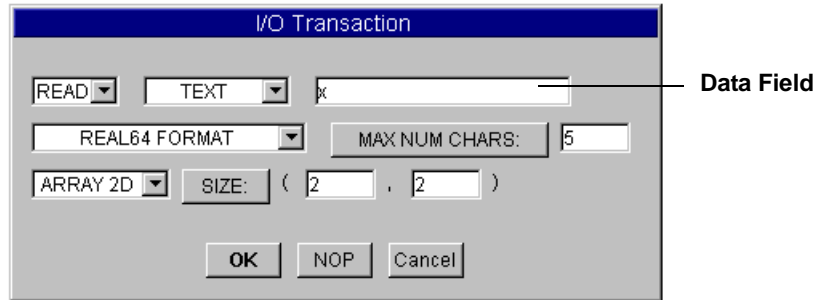 I/O Transaction
READ TEXT x Data Field
REAL64 FORMAT MAX NUM CHARS: 5
ARRAY 2D SIZE: ( 2 , 2 )
OK NOP Cancel